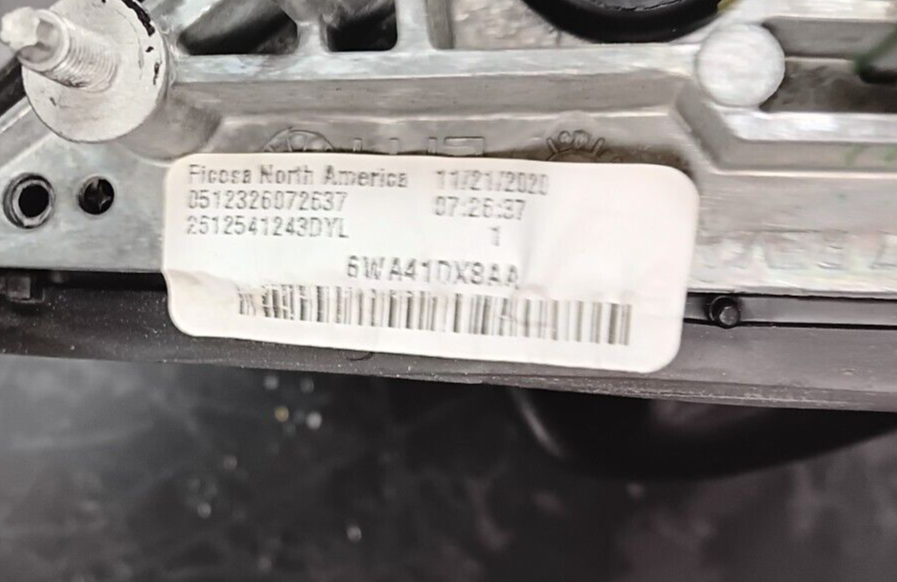 Ficosa North America 11/21/2020
0512326072637 07:26:37
2512541243DYL 1
6WA41DX8AA